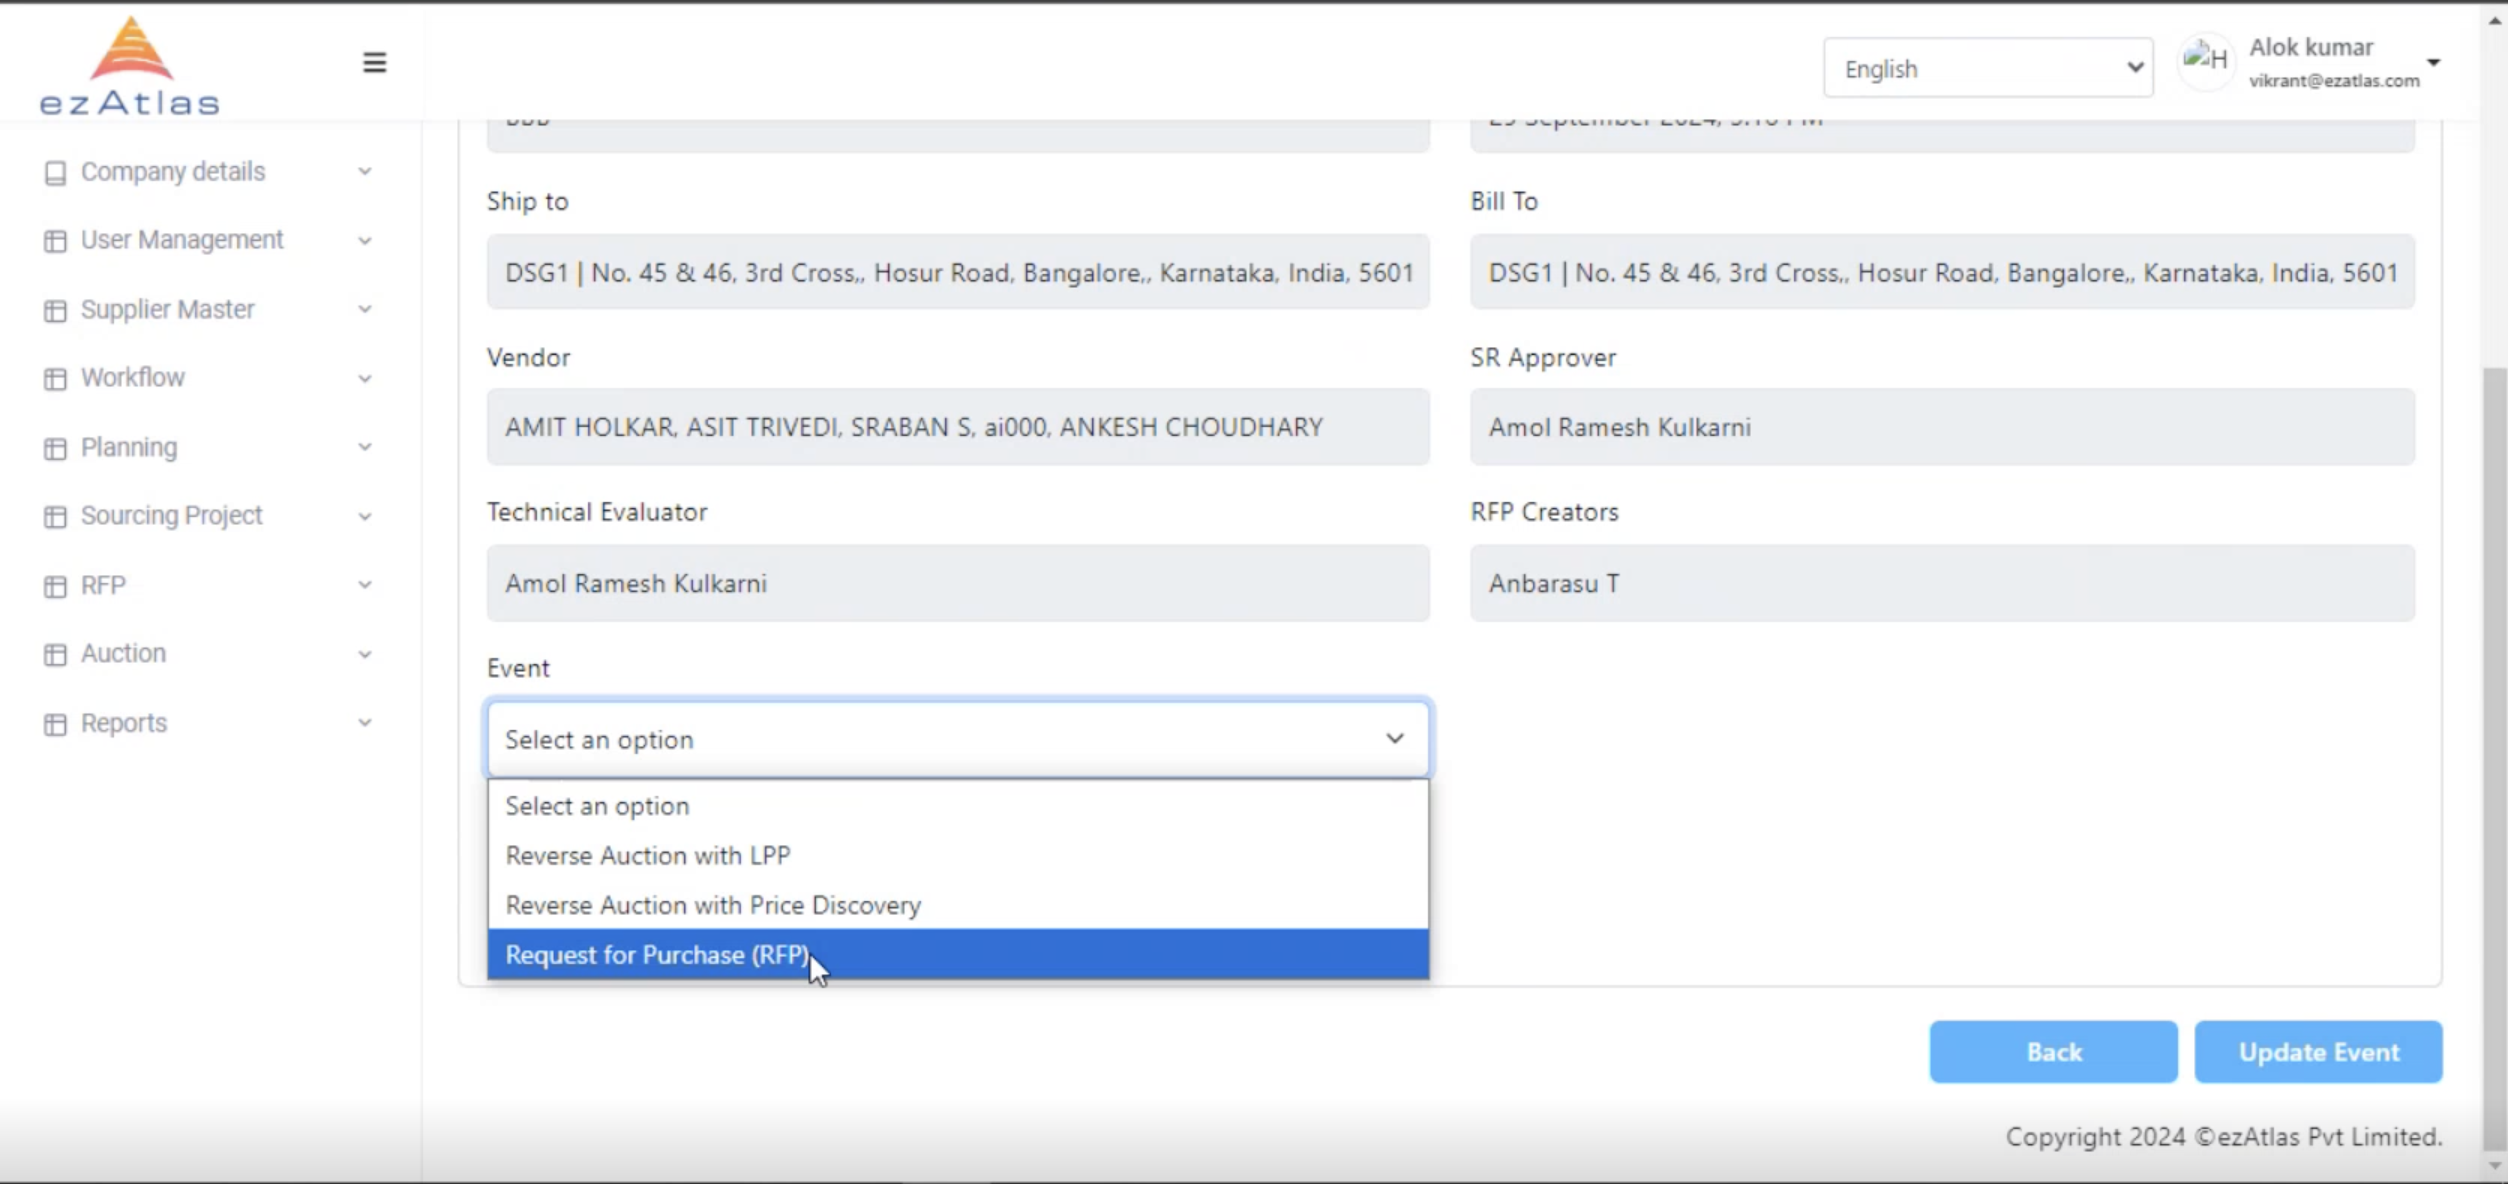 ezAtlas
English
Alok kumar
vikrant@ezatlas.com
Company details
User Management
Supplier Master
Workflow
Planning
Sourcing Project
RFP
Auction
Reports
Ship to
Bill To
DSG1 | No. 45 & 46, 3rd Cross,, Hosur Road, Bangalore,, Karnataka, India, 5601
DSG1 | No. 45 & 46, 3rd Cross,, Hosur Road, Bangalore,, Karnataka, India, 5601
Vendor
SR Approver
AMIT HOLKAR, ASIT TRIVEDI, SRABAN S, ai000, ANKESH CHOUDHARY
Amol Ramesh Kulkarni
Technical Evaluator
RFP Creators
Amol Ramesh Kulkarni
Anbarasu T
Event
Select an option
Select an option
Reverse Auction with LPP
Reverse Auction with Price Discovery
Request for Purchase (RFP)
Back
Update Event
Copyright 2024 ©ezAtlas Pvt Limited.